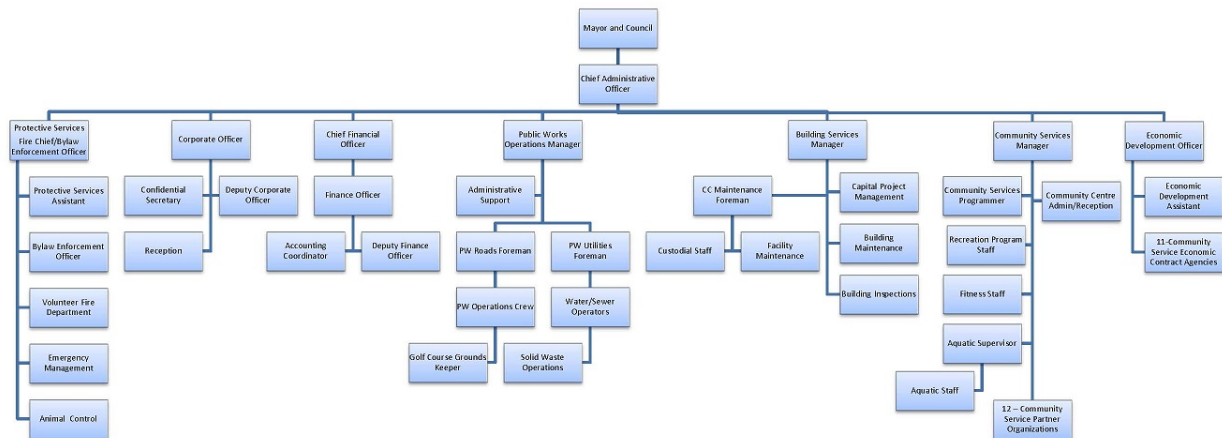 Mayor and Council
Chief Administrative
Officer
Protective Services
Fire Chief/Bylaw
Enforcement Officer
Corporate Officer
Chief Financial
Officer
Public Works
Operations Manager
Building Services
Manager
Community Services
Manager
Economic
Development Officer
Protective Services
Assistant
Bylaw Enforcement
Officer
Volunteer Fire
Department
Emergency
Management
Animal Control
Confidential
Secretary
Deputy Corporate
Officer
Reception
Finance Officer
Accounting
Coordinator
Deputy Finance
Officer
Administrative
Support
PW Roads Foreman
PW Utilities
Foreman
PW Operations Crew
Water/Sewer
Operators
Golf Course Grounds
Keeper
Solid Waste
Operations
CC Maintenance
Foreman
Capital Project
Management
Custodial Staff
Facility
Maintenance
Building
Maintenance
Building Inspections
Community Services
Programmer
Community Centre
Admin/Reception
Recreation Program
Staff
Fitness Staff
Aquatic Supervisor
Aquatic Staff
12 – Community
Service Partner
Organizations
Economic
Development
Assistant
11-Community
Service Economic
Contract Agencies